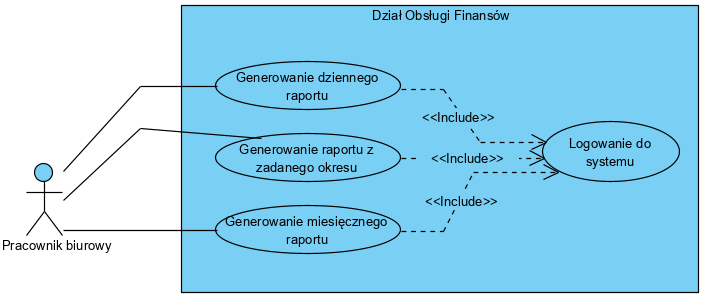 Dział Obsługi Finansów
Generowanie dziennego
raportu
<<Include>>
Generowanie raportu z
zadanego okresu
<<Include>>
Logowanie do
systemu
Generowanie miesięcznego
raportu
<<Include>>
Pracownik biurowy